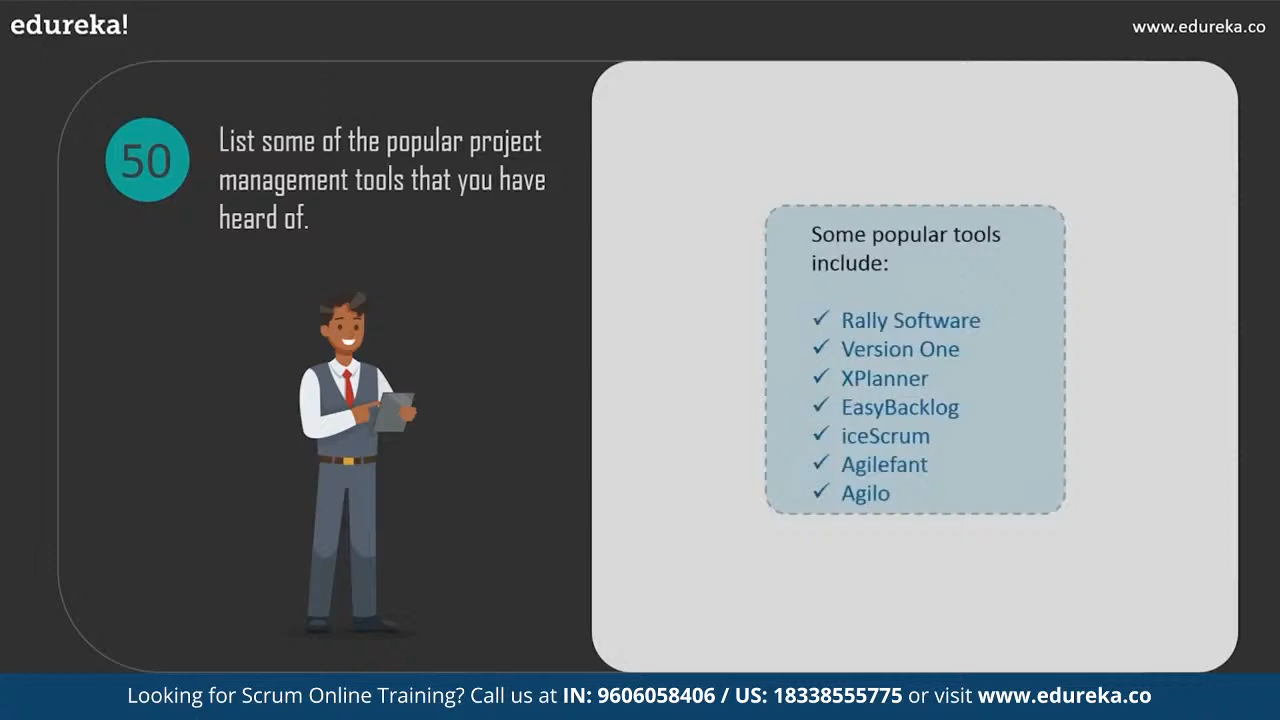 edureka!
www.edureka.co
50
List some of the popular project
management tools that you have
heard of.
Some popular tools
include:
✓ Rally Software
✓ Version One
✓ XPlanner
✓ EasyBacklog
✓ iceScrum
✓ Agilefant
✓ Agilo
Looking for Scrum Online Training? Call us at IN: 9606058406 / US: 18338555775 or visit www.edureka.co